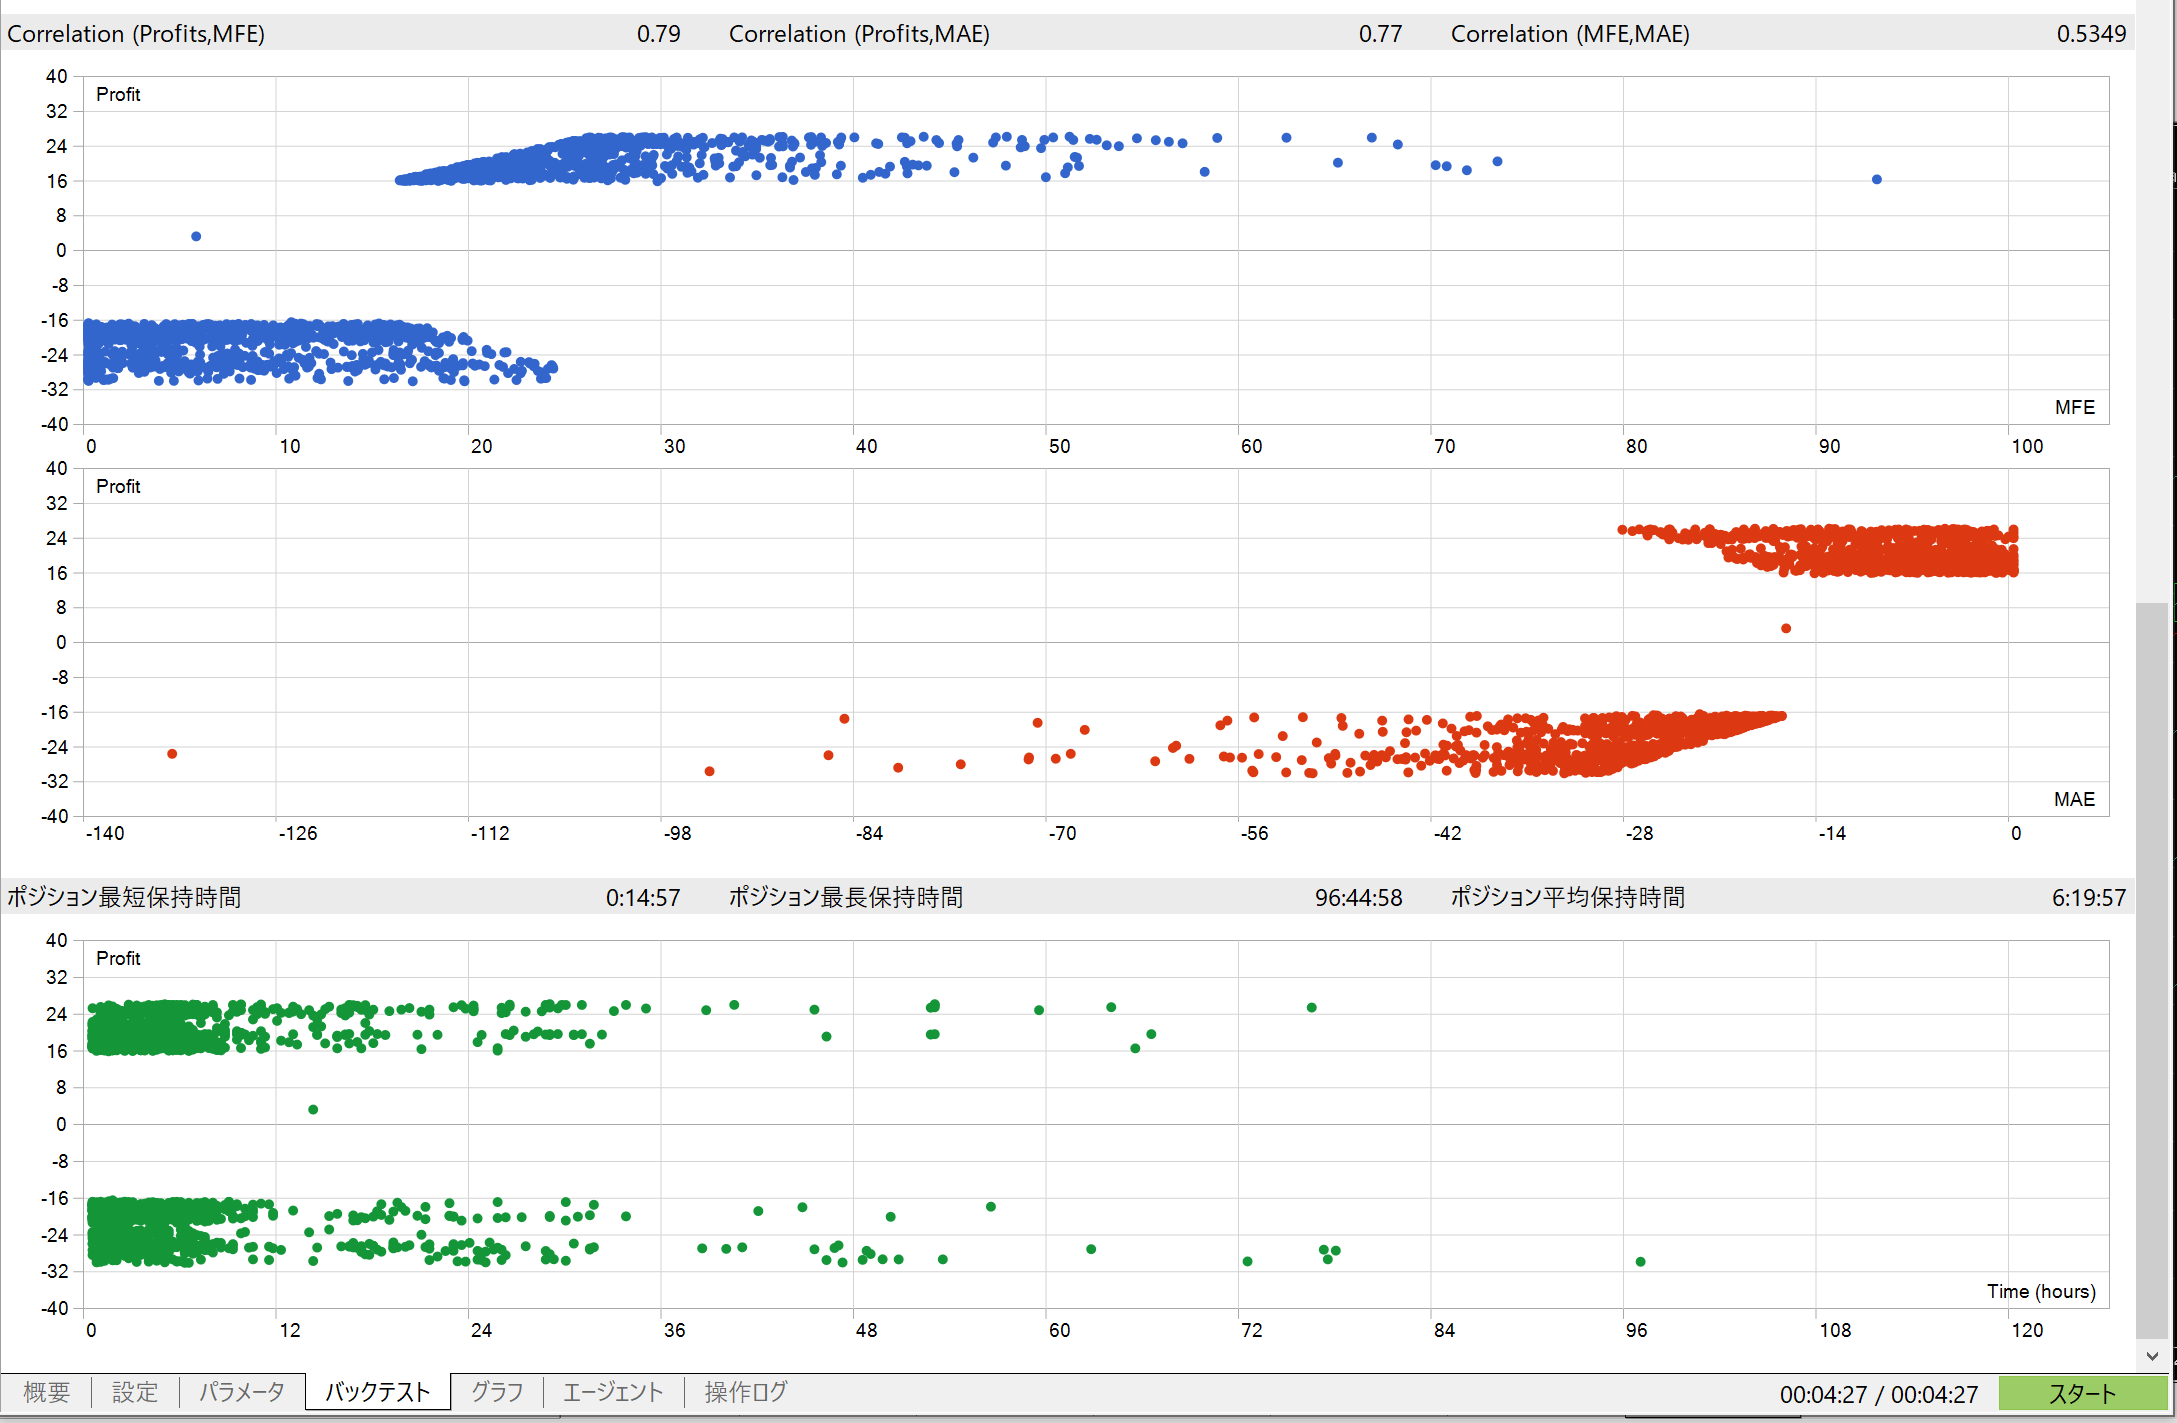 Correlation (Profits,MFE) 0.79 Correlation (Profits,MAE) 0.77 Correlation (MFE,MAE) 0.5349
40
Profit
32
24
16
8
0
-8
-16
-24
-32
MFE
-40
0 10 20 30 40 50 60 70 80 90 100
40
Profit
32
24
16
8
0
-8
-16
-24
-32
MAE
-40
-140 -126 -112 -98 -84 -70 -56 -42 -28 -14 0
ポジション最短保持時間 0:14:57 ポジション最長保持時間 96:44:58 ポジション平均保持時間 6:19:57
40
Profit
32
24
16
8
0
-8
-16
-24
-32
Time (hours)
-40
0 12 24 36 48 60 72 84 96 108 120
概要 設定 パラメータ バックテスト グラフ エージェント 操作ログ 00:04:27 / 00:04:27 スタート